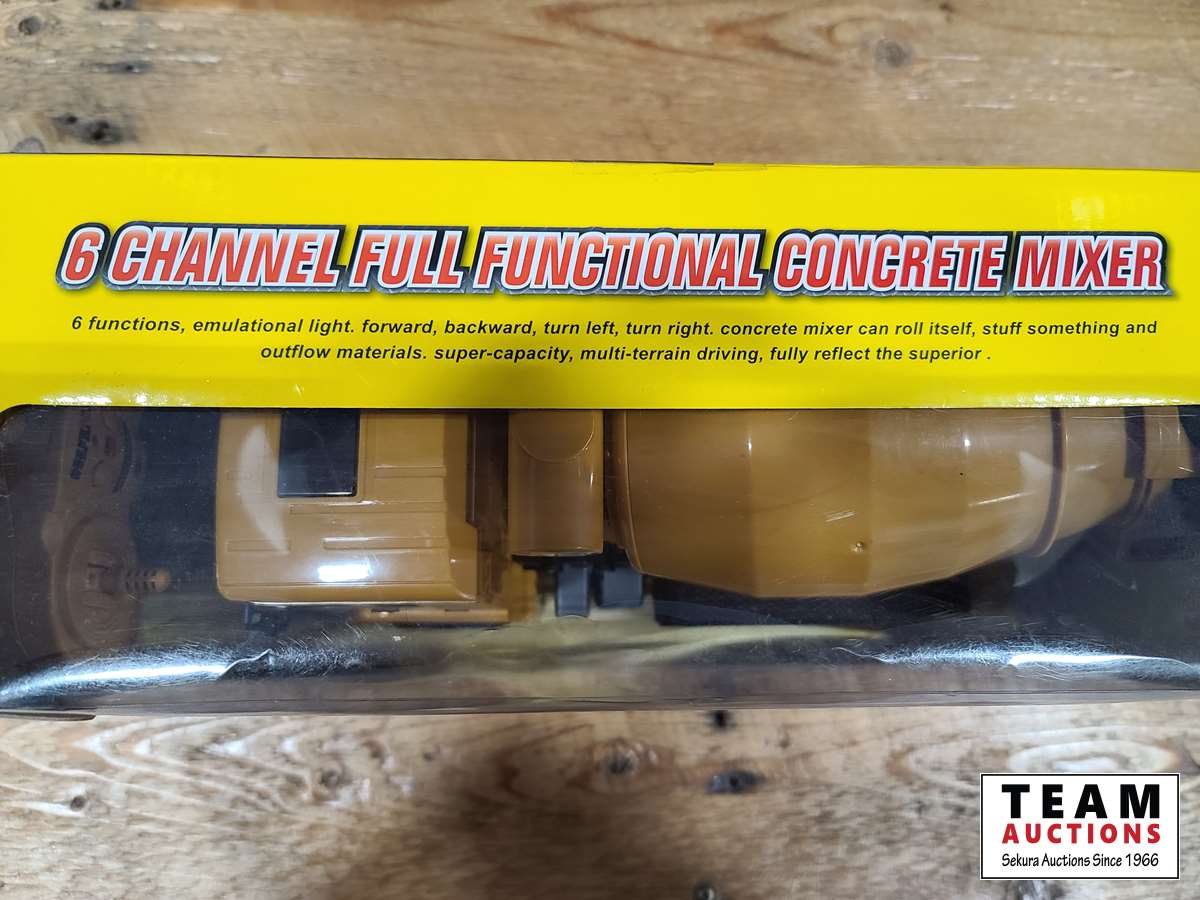 6 CHANNEL FULL FUNCTIONAL CONCRETE MIXER
6 functions, emulational light. forward, backward, turn left, turn right. concrete mixer can roll itself, stuff something and
outflow materials. super-capacity, multi-terrain driving, fully reflect the superior .
TEAM
AUCTIONS
Sekura Auctions Since 1966